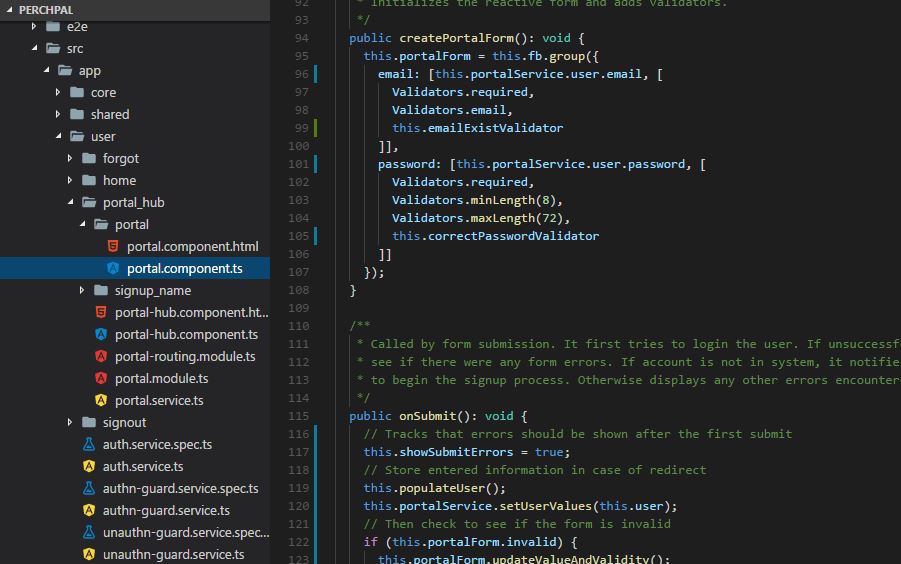 PERCHPAL
e2e
src
app
core
shared
user
forgot
home
portal_hub
portal
portal.component.html
portal.component.ts
signup_name
portal-hub.component.ht...
portal-hub.component.ts
portal-routing.module.ts
portal.module.ts
portal.service.ts
signout
auth.service.spec.ts
auth.service.ts
authn-guard.service.spec.ts
authn-guard.service.ts
unauthn-guard.service.spec...
unauthn-guard.service.ts
92 * Initializes the reactive form and adds validators.
93 */
94 public createPortalForm(): void {
95 this.portalForm = this.fb.group({
96 email: [this.portalService.user.email, [
97 Validators.required,
98 Validators.email,
99 this.emailExistValidator
100 ]],
101 password: [this.portalService.user.password, [
102 Validators.required,
103 Validators.minLength(8),
104 Validators.maxLength(72),
105 this.correctPasswordValidator
106 ]]
107 });
108 }
109
110 /**
111 * Called by form submission. It first tries to login the user. If unsuccessf
112 * see if there were any form errors. If account is not in system, it notifie
113 * to begin the signup process. Otherwise displays any other errors encounter
114 */
115 public onSubmit(): void {
116 // Tracks that errors should be shown after the first submit
117 this.showSubmitErrors = true;
118 // Store entered information in case of redirect
119 this.populateUser();
120 this.portalService.setUserValues(this.user);
121 // Then check to see if the form is invalid
122 if (this.portalForm.invalid) {
123 this.portalForm.updateValueAndValidity();